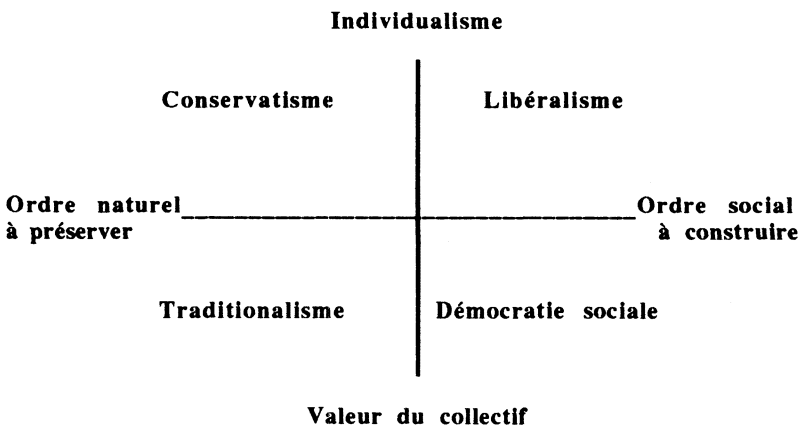 Individualisme
Conservatisme
Libéralisme
Ordre naturel
à préserver
Ordre social
à construire
Traditionalisme
Démocratie sociale
Valeur du collectif